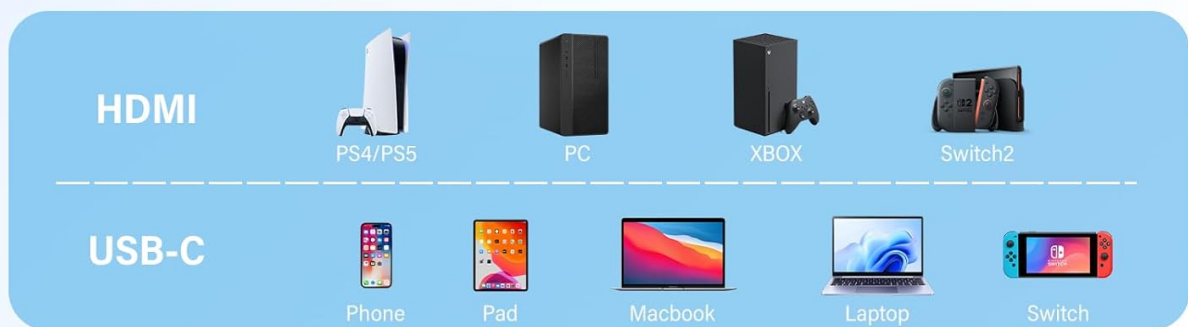 HDMI
PS4/PS5
PC
XBOX
Switch2
USB-C
Phone
Pad
Macbook
Laptop
Switch